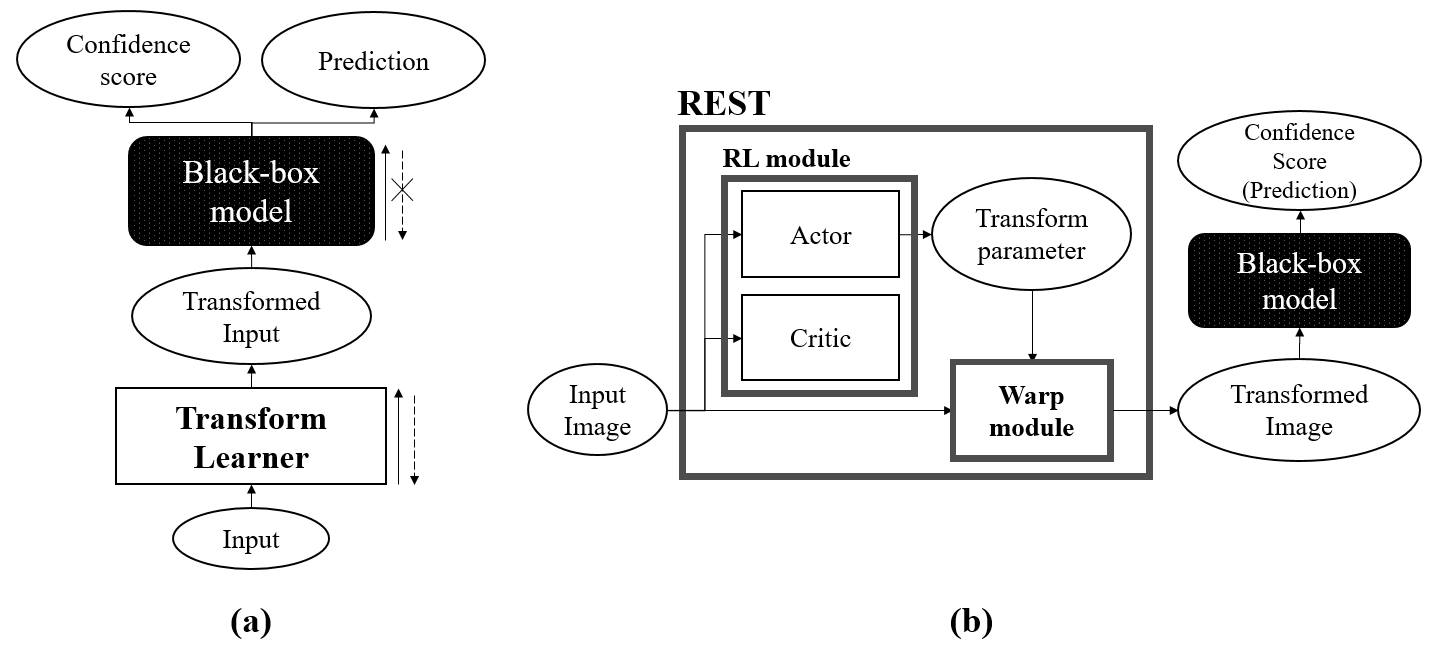 Confidence
score
Prediction
Black-box
model
Transformed
Input
Transform
Learner
Input
(a)
REST
RL module
Actor
Critic
Transform
parameter
Input
Image
Warp
module
Confidence
Score
(Prediction)
Black-box
model
Transformed
Image
(b)